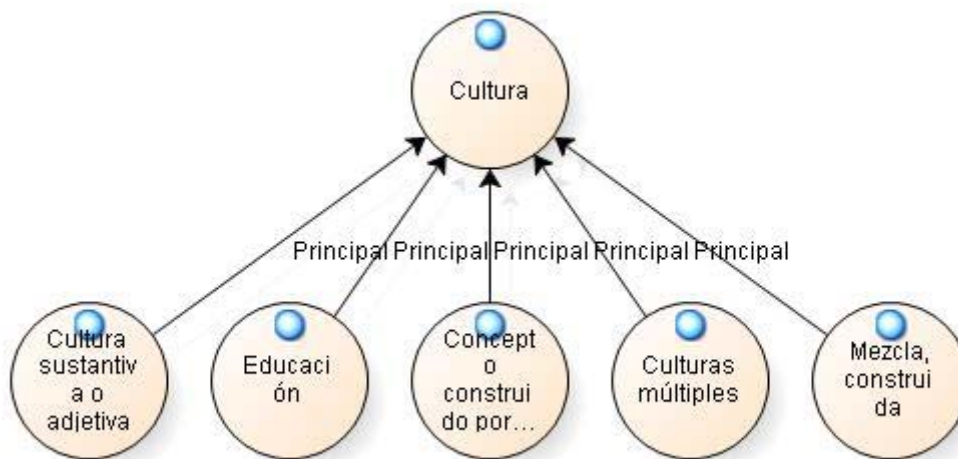 Cultura
Principal Principal Principal Principal Principal
Cultura
sustantiv
a o
adjetiva
Educaci
ón
Concept
o
construi
do por...
Culturas
múltiples
Mezcla,
construi
da